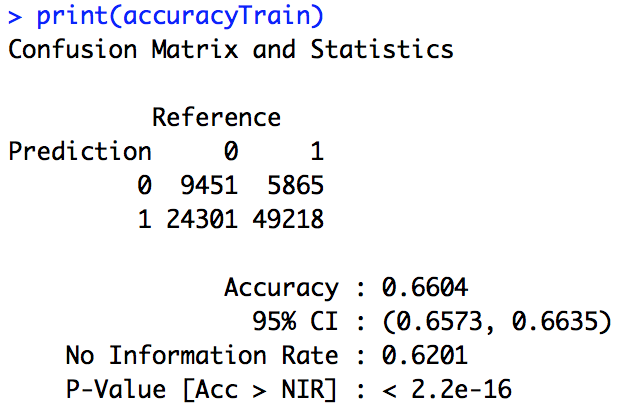 > print(accuracyTrain)
Confusion Matrix and Statistics
Reference
Prediction 0 1
0 9451 5865
1 24301 49218
Accuracy : 0.6604
95% CI : (0.6573, 0.6635)
No Information Rate : 0.6201
P-Value [Acc > NIR] : < 2.2e-16